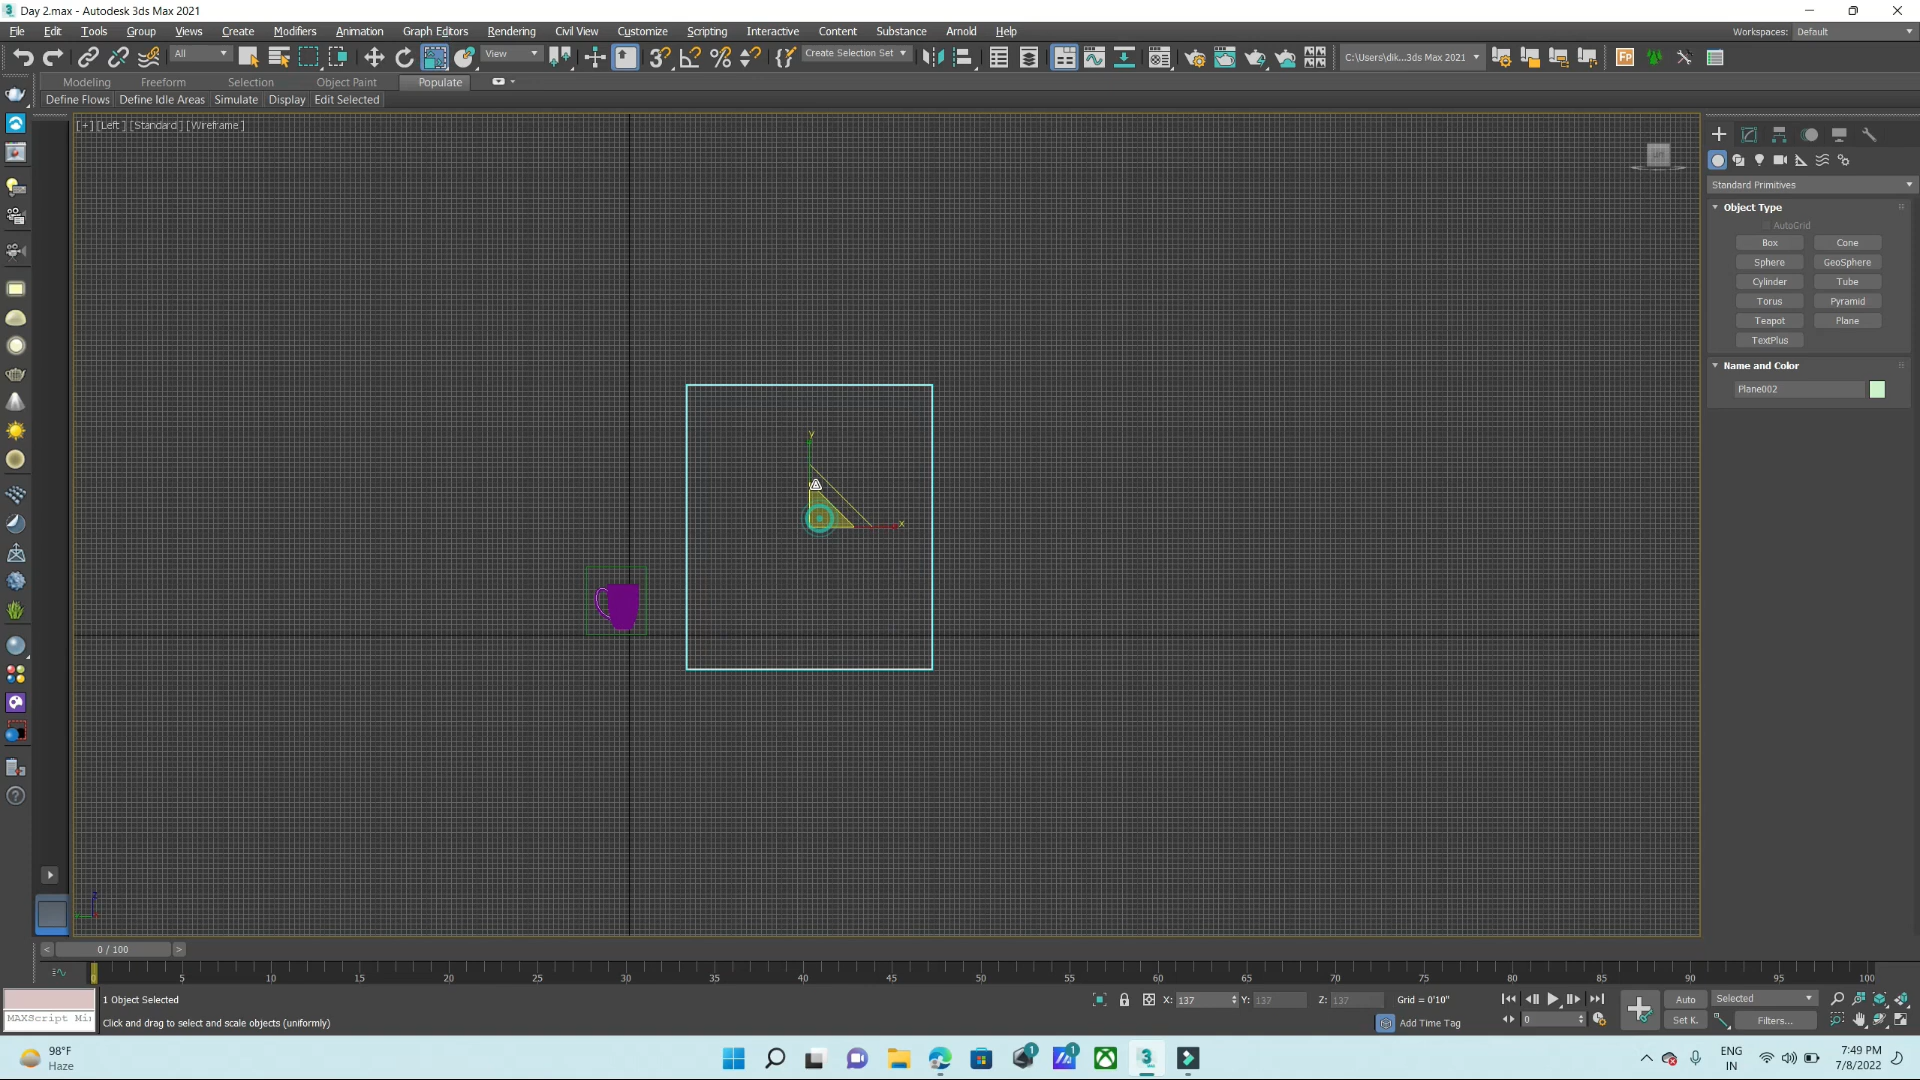 Day 2.max - Autodesk 3ds Max 2021
File Edit Tools Group Views Create Modifiers Animation Graph Editors Rendering Civil View Customize Scripting Interactive Content Substance Arnold Help
Workspaces: Default
All View Create Selection Set C:\Users\dik...3ds Max 2021
Modeling Freeform Selection Object Paint Populate
Define Flows Define Idle Areas Simulate Display Edit Selected
[+] [Left ] [Standard ] [Wireframe ]
Standard Primitives
Object Type
AutoGrid
Box Cone
Sphere GeoSphere
Cylinder Tube
Torus Pyramid
Teapot Plane
TextPlus
Name and Color
Plane002
y
x
z
0 / 100
0 5 10 15 20 25 30 35 40 45 50 55 60 65 70 75 80 85 90 95 100
1 Object Selected
X: 137 Y: 137 Z: 137 Grid = 0'10"
Auto Selected
MAXScript Mi
Click and drag to select and scale objects (uniformly)
Add Time Tag
0
Set K. Filters...
98°F
Haze
1
1
ENG
IN
7:49 PM
7/8/2022